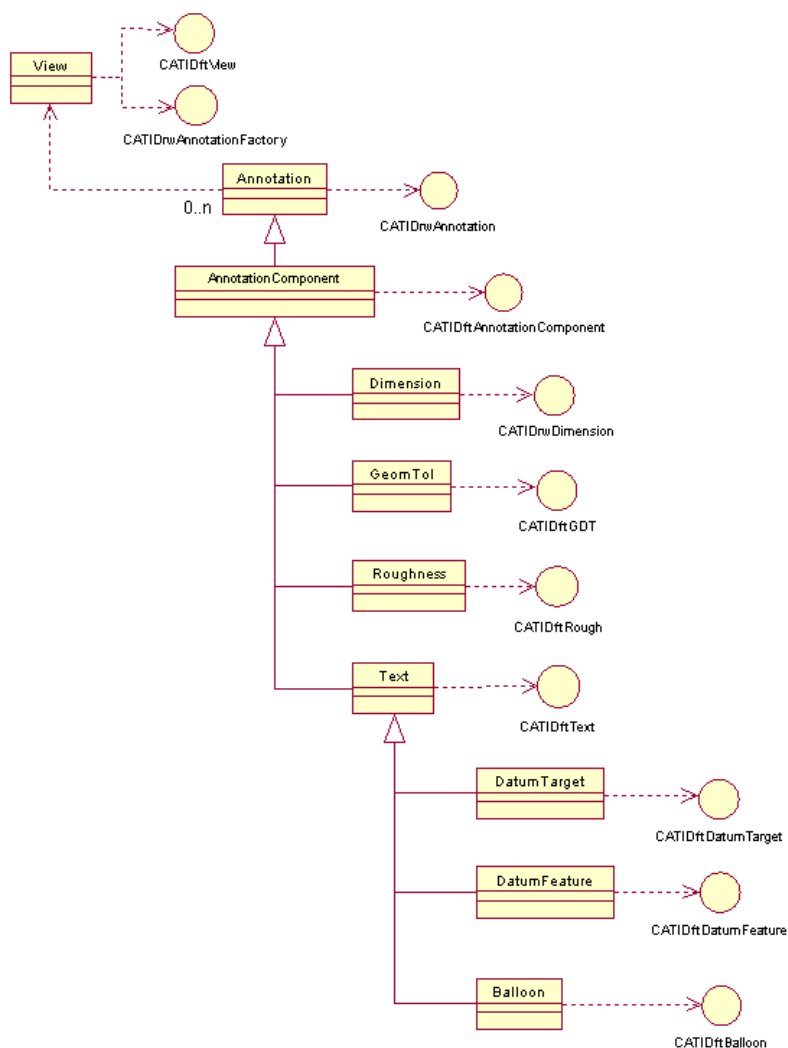 CATIDftView
View
CATIDrwAnnotationFactory
Annotation
0..n
CATIDrwAnnotation
AnnotationComponent
CATIDftAnnotationComponent
Dimension
CATIDrwDimension
GeomTol
CATIDftGDT
Roughness
CATIDftRough
Text
CATIDftText
DatumTarget
CATIDftDatumTarget
DatumFeature
CATIDftDatumFeature
Balloon
CATIDftBalloon